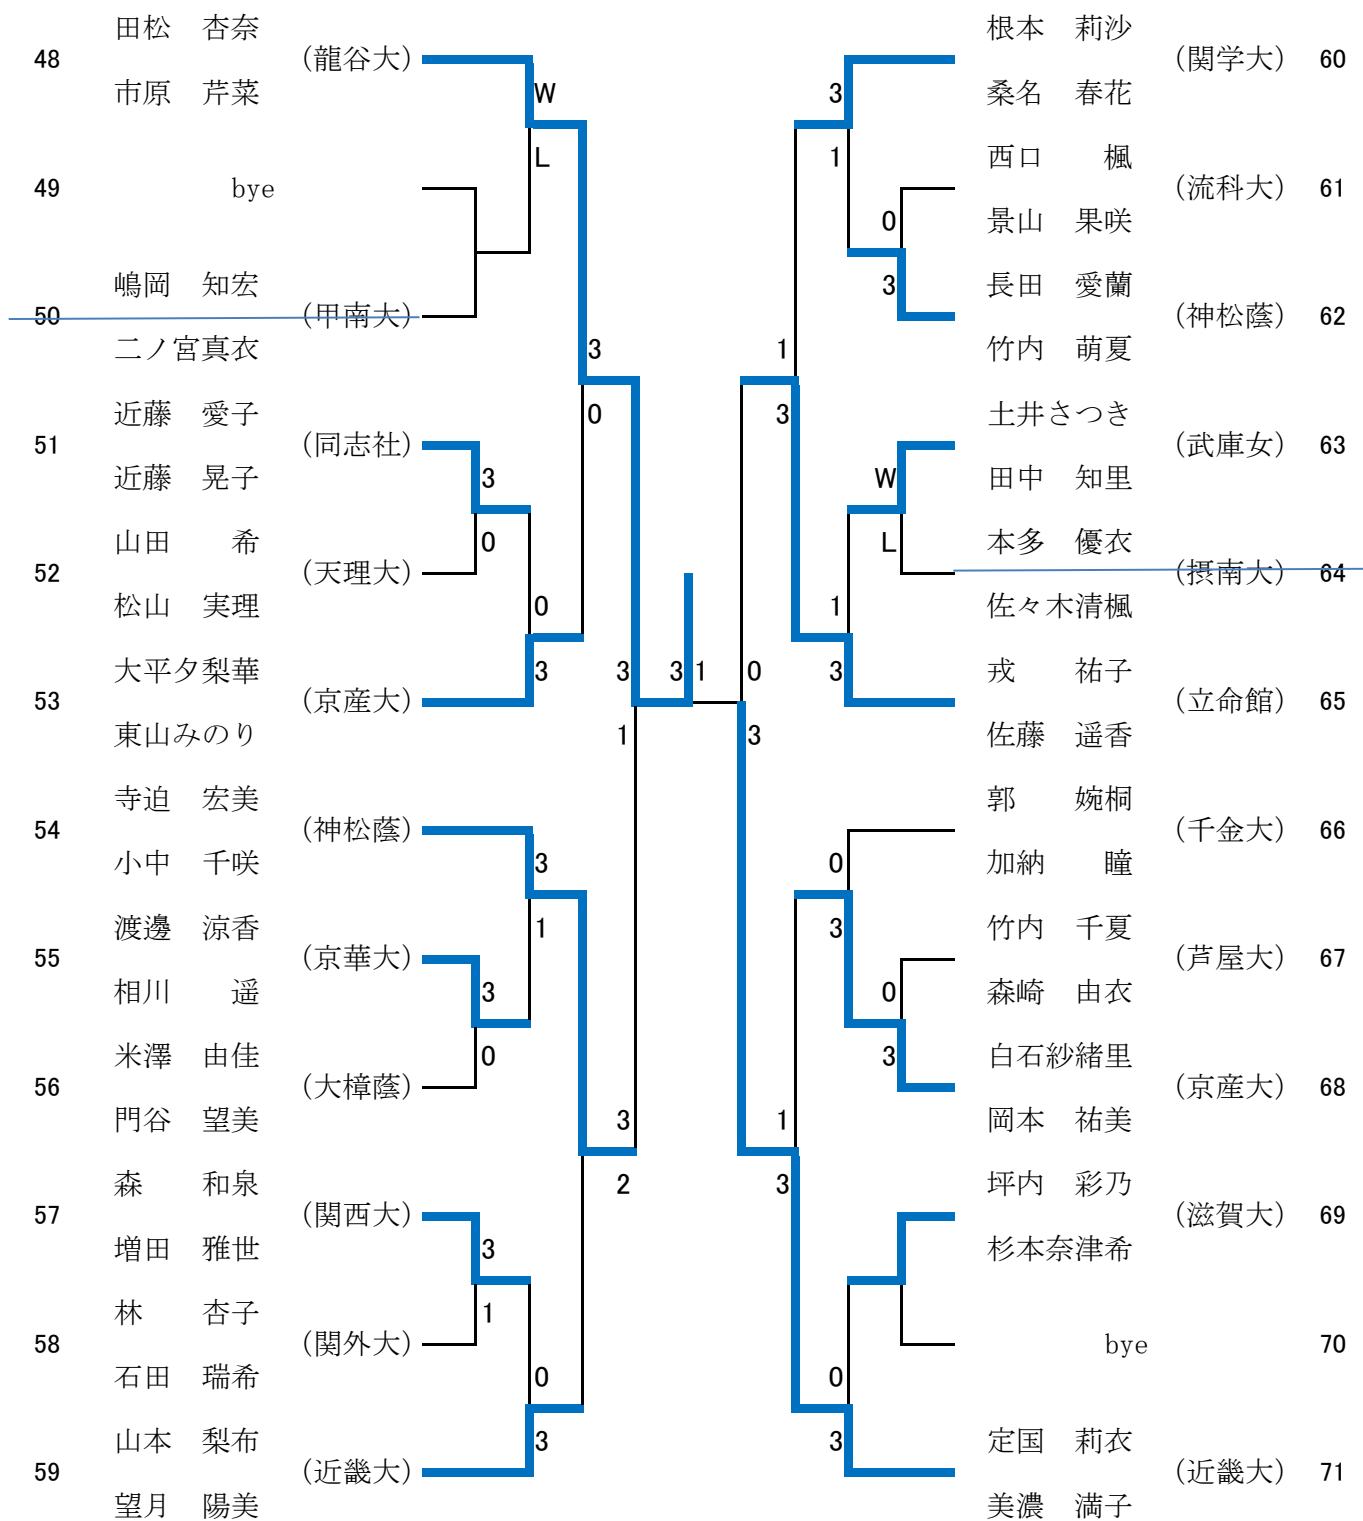 田松　杏奈
48 (龍谷大)
市原　芹菜
W
L
49 bye
嶋岡　知宏
50 (甲南大)
二ノ宮真衣
3
0
近藤　愛子
51 (同志社)
近藤　晃子
3
0
山田　　希
52 (天理大)
松山　実理
0
3
大平夕梨華
53 (京産大)
東山みのり
3
1
寺迫　宏美
54 (神松蔭)
小中　千咲
3
1
渡邊　涼香
55 (京華大)
相川　　遥
3
0
米澤　由佳
56 (大樟蔭)
門谷　望美
3
2
森　　和泉
57 (関西大)
増田　雅世
3
1
林　　杏子
58 (関外大)
石田　瑞希
0
3
山本　梨布
59 (近畿大)
望月　陽美
3 1
根本　莉沙
(関学大) 60
桑名　春花
3
1
西口　　楓
(流科大) 61
景山　果咲
0
3
長田　愛蘭
(神松蔭) 62
竹内　萌夏
1
3
土井さつき
(武庫女) 63
田中　知里
W
L
本多　優衣
(摂南大) 64
佐々木清楓
1
3
戎　　祐子
(立命館) 65
佐藤　遥香
0
3
郭　　婉桐
(千金大) 66
加納　　瞳
0
3
竹内　千夏
(芦屋大) 67
森崎　由衣
0
3
白石紗緒里
(京産大) 68
岡本　祐美
1
3
坪内　彩乃
(滋賀大) 69
杉本奈津希
bye 70
0
3
定国　莉衣
(近畿大) 71
美濃　満子